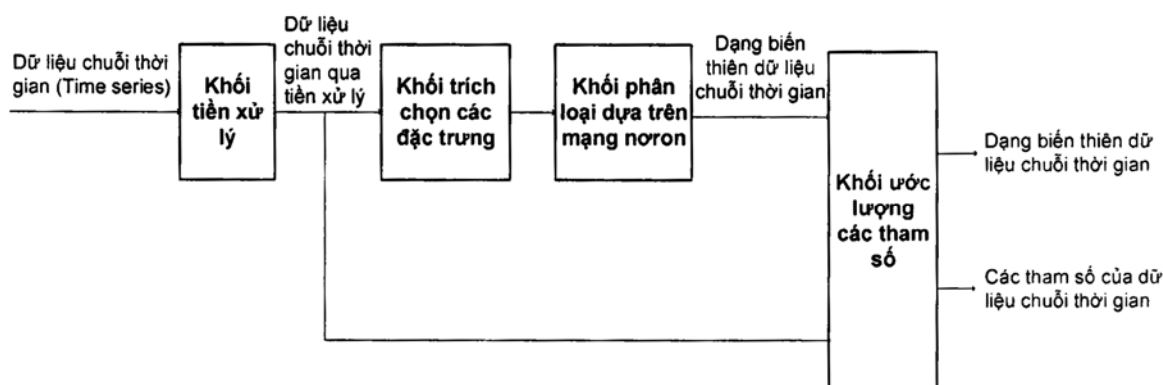 Dữ liệu chuỗi thời
gian (Time series)
Khối
tiền xử
lý
Dữ liệu
chuỗi thời
gian qua
tiền xử lý
Khối trích
chọn các
đặc trưng
Khối phân
loại dựa trên
mạng nơron
Dạng biến
thiên dữ liệu
chuỗi thời gian
Khối ước
lượng
các tham
số
Dạng biến thiên dữ
liệu chuỗi thời gian
Các tham số của dữ
liệu chuỗi thời gian